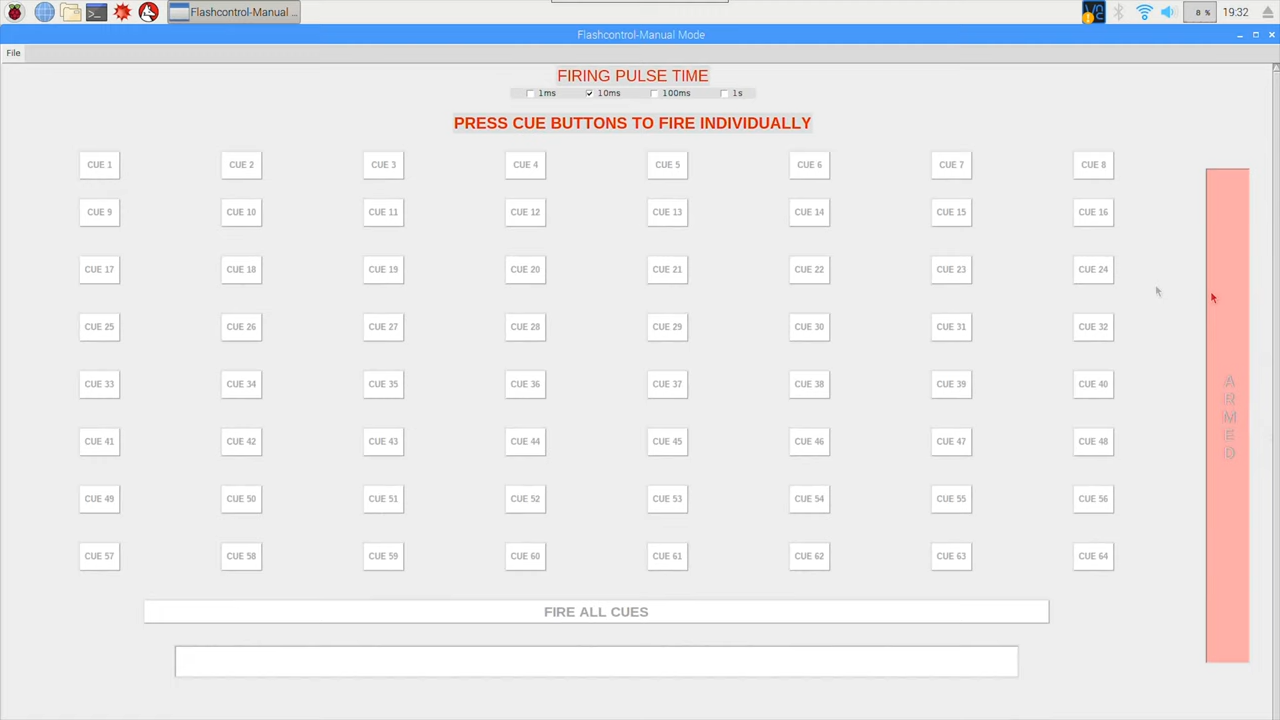 Flashcontrol-Manual ...
8 %
19:32
Flashcontrol-Manual Mode
File
FIRING PULSE TIME
1ms 10ms 100ms 1s
PRESS CUE BUTTONS TO FIRE INDIVIDUALLY
CUE 1 CUE 2 CUE 3 CUE 4 CUE 5 CUE 6 CUE 7 CUE 8
CUE 9 CUE 10 CUE 11 CUE 12 CUE 13 CUE 14 CUE 15 CUE 16
CUE 17 CUE 18 CUE 19 CUE 20 CUE 21 CUE 22 CUE 23 CUE 24
CUE 25 CUE 26 CUE 27 CUE 28 CUE 29 CUE 30 CUE 31 CUE 32
CUE 33 CUE 34 CUE 35 CUE 36 CUE 37 CUE 38 CUE 39 CUE 40
CUE 41 CUE 42 CUE 43 CUE 44 CUE 45 CUE 46 CUE 47 CUE 48
CUE 49 CUE 50 CUE 51 CUE 52 CUE 53 CUE 54 CUE 55 CUE 56
CUE 57 CUE 58 CUE 59 CUE 60 CUE 61 CUE 62 CUE 63 CUE 64
FIRE ALL CUES
ARMED